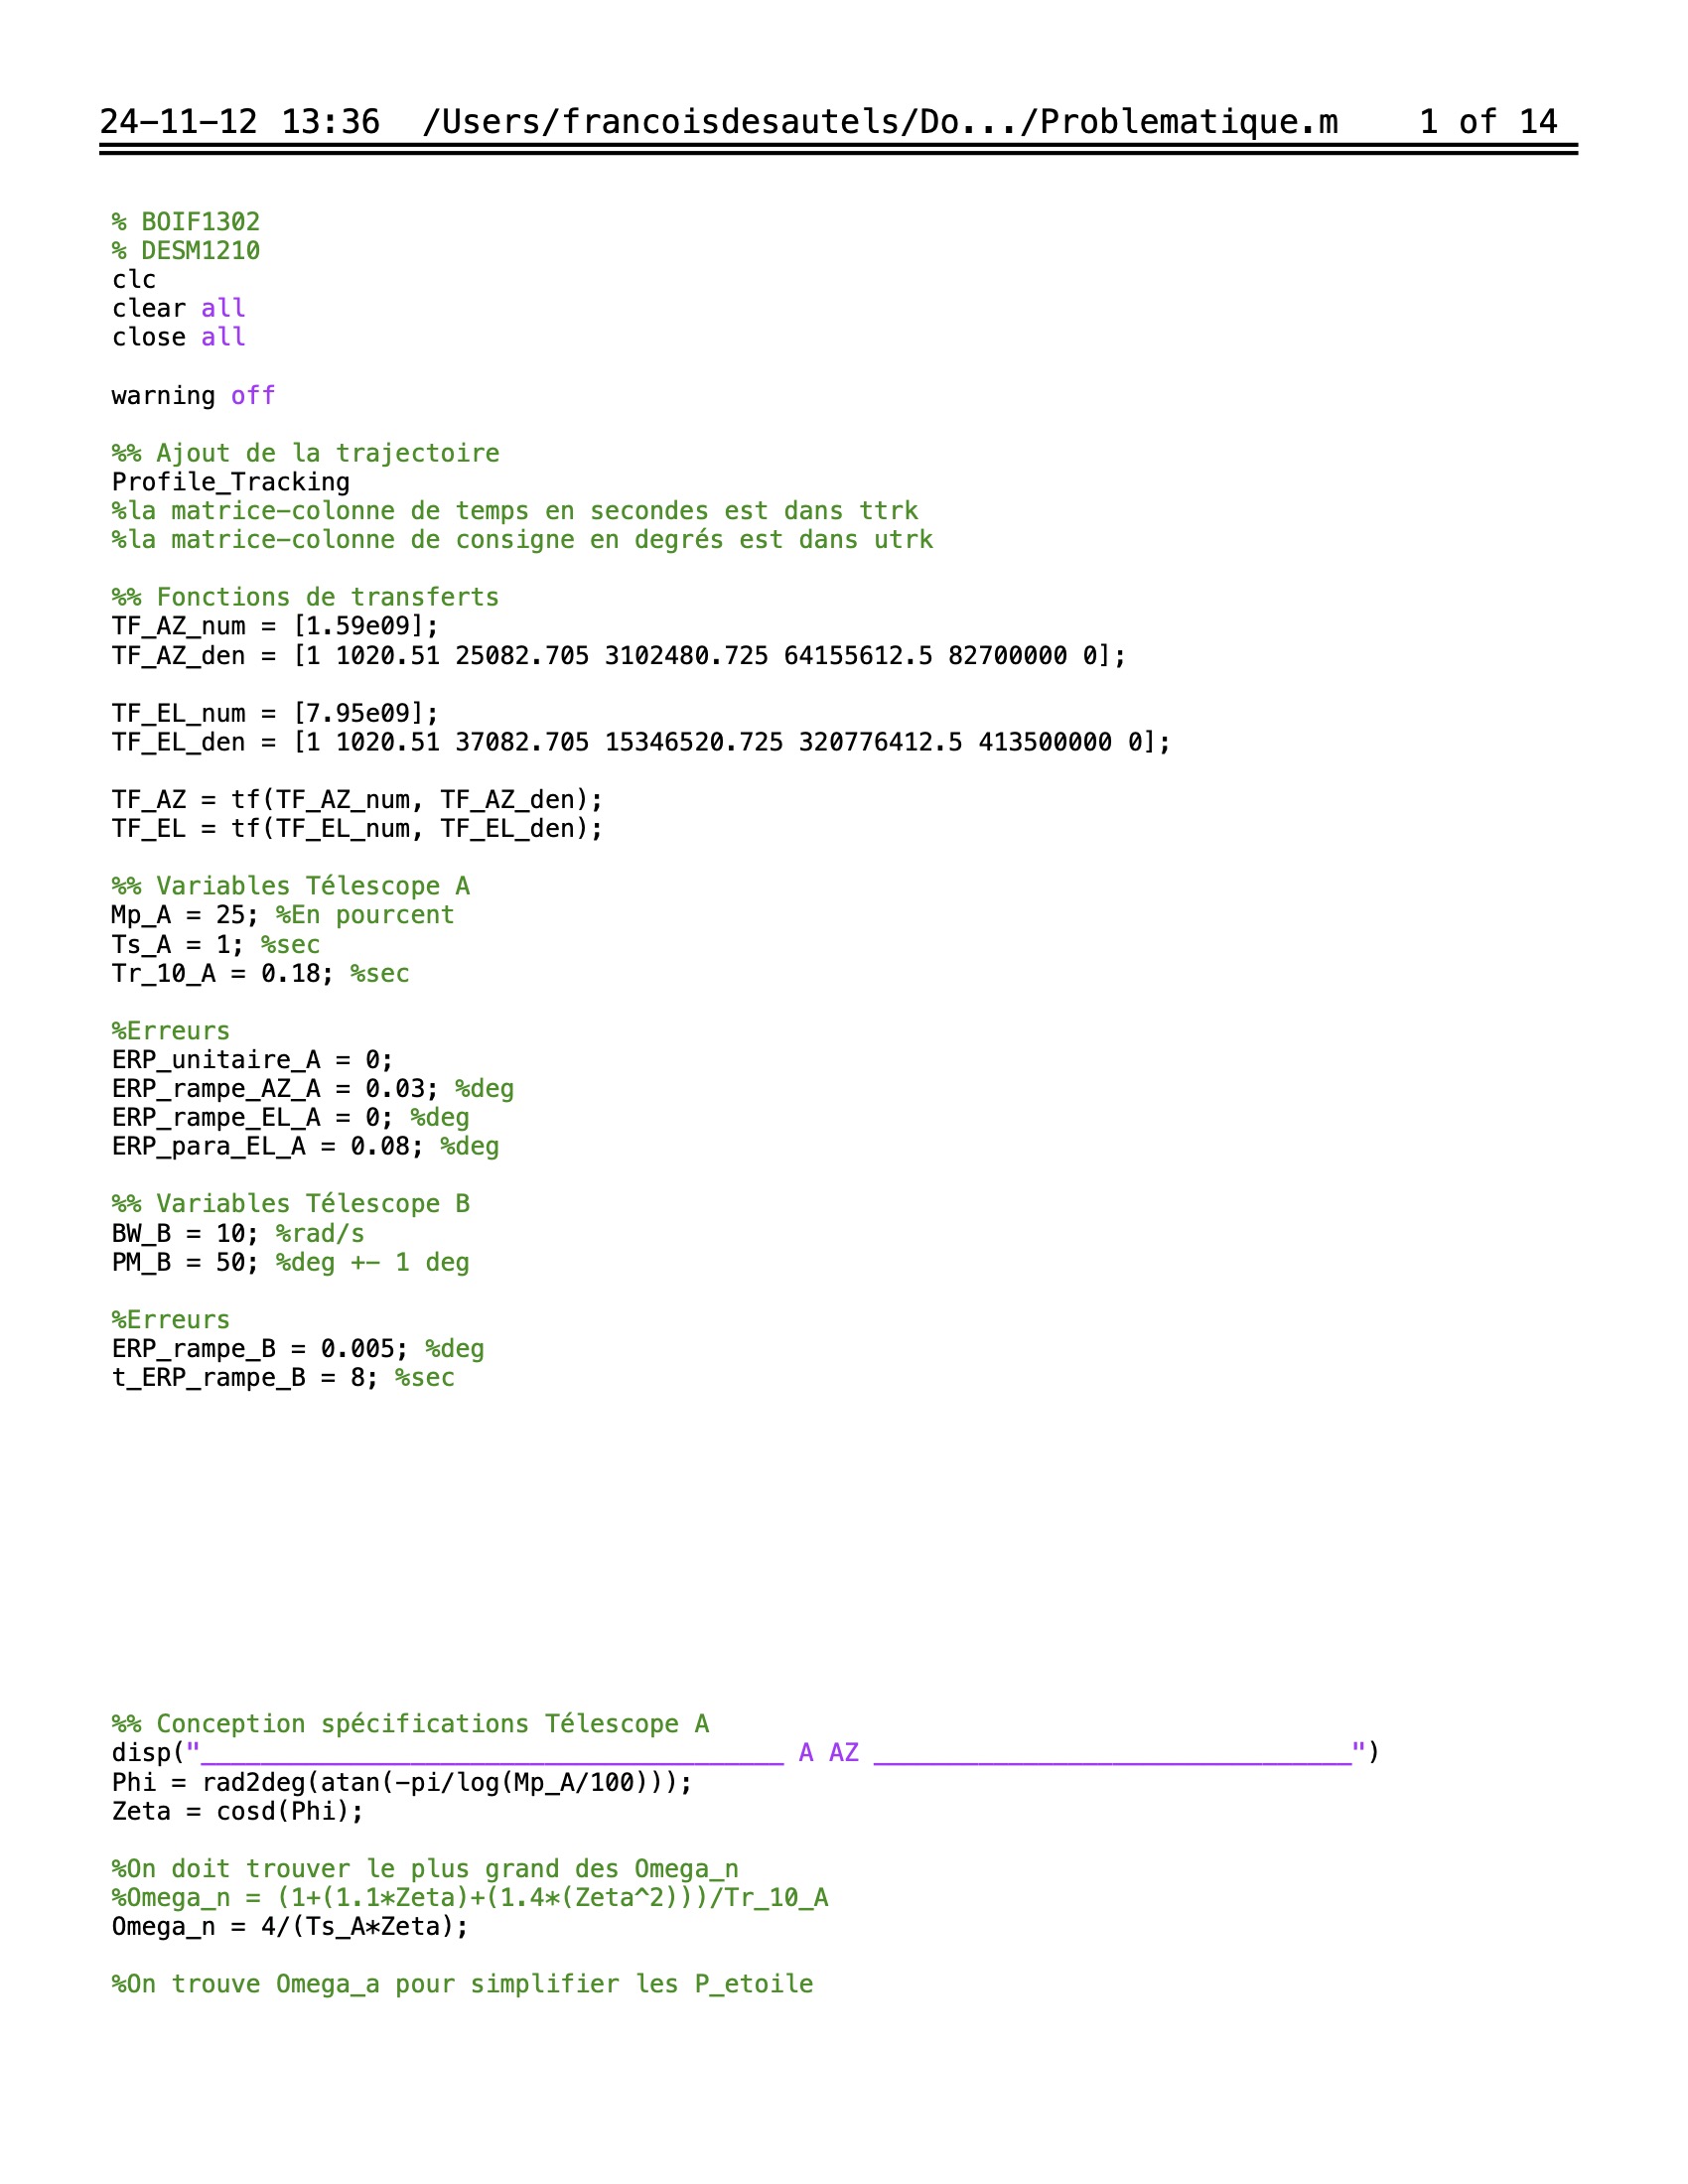 24-11-12 13:36 /Users/francoisdesautels/Do.../Problematique.m 1 of 14
% BOIF1302
% DESM1210
clc
clear all
close all
warning off
%% Ajout de la trajectoire
Profile_Tracking
%la matrice-colonne de temps en secondes est dans ttrk
%la matrice-colonne de consigne en degrés est dans utrk
%% Fonctions de transferts
TF_AZ_num = [1.59e09];
TF_AZ_den = [1 1020.51 25082.705 3102480.725 64155612.5 82700000 0];
TF_EL_num = [7.95e09];
TF_EL_den = [1 1020.51 37082.705 15346520.725 320776412.5 413500000 0];
TF_AZ = tf(TF_AZ_num, TF_AZ_den);
TF_EL = tf(TF_EL_num, TF_EL_den);
%% Variables Télescope A
Mp_A = 25; %En pourcent
Ts_A = 1; %sec
Tr_10_A = 0.18; %sec
%Erreurs
ERP_unitaire_A = 0;
ERP_rampe_AZ_A = 0.03; %deg
ERP_rampe_EL_A = 0; %deg
ERP_para_EL_A = 0.08; %deg
%% Variables Télescope B
BW_B = 10; %rad/s
PM_B = 50; %deg +- 1 deg
%Erreurs
ERP_rampe_B = 0.005; %deg
t_ERP_rampe_B = 8; %sec
%% Conception spécifications Télescope A
disp("_______________________________________ A AZ ________________________________")
Phi = rad2deg(atan(-pi/log(Mp_A/100)));
Zeta = cosd(Phi);
%On doit trouver le plus grand des Omega_n
%Omega_n = (1+(1.1*Zeta)+(1.4*(Zeta^2)))/Tr_10_A
Omega_n = 4/(Ts_A*Zeta);
%On trouve Omega_a pour simplifier les P_etoile